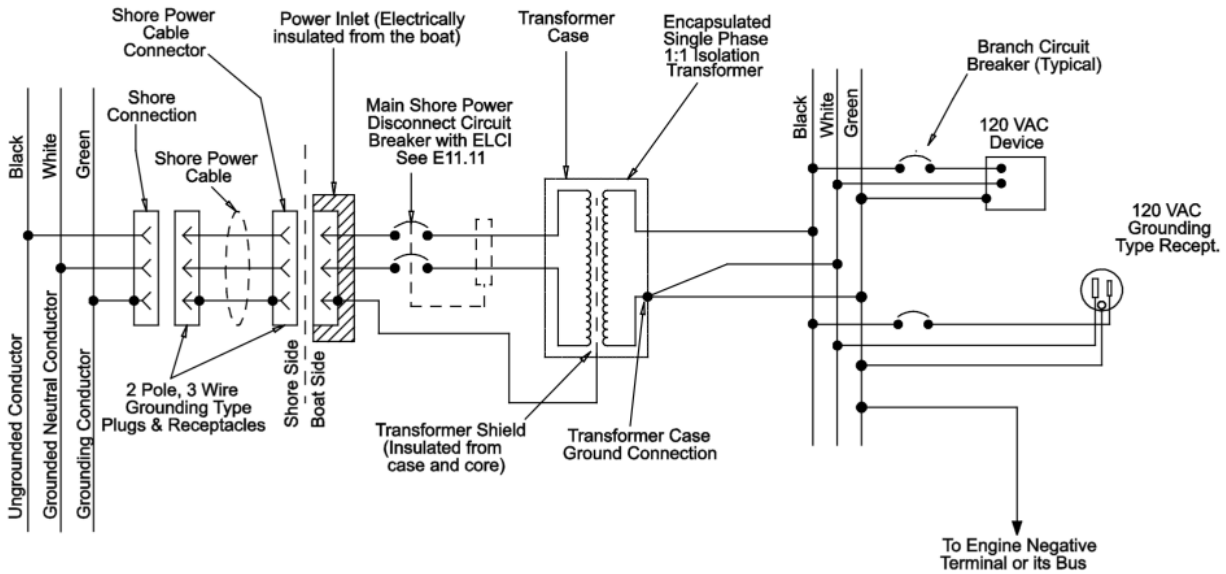 Shore Power
Cable
Connector
Power Inlet (Electrically
insulated from the boat)
Transformer
Case
Encapsulated
Single Phase
1:1 Isolation
Transformer
Branch Circuit
Breaker (Typical)
Shore
Connection
Main Shore Power
Disconnect Circuit
Breaker with ELCI
See E11.11
Black
White
Green
Shore Power
Cable
Black
White
Green
120 VAC
Device
120 VAC
Grounding
Type Recept.
Ungrounded Conductor
Grounded Neutral Conductor
Grounding Conductor
2 Pole, 3 Wire
Grounding Type
Plugs & Receptacles
Shore Side
Boat Side
Transformer Shield
(Insulated from
case and core)
Transformer Case
Ground Connection
To Engine Negative
Terminal or its Bus